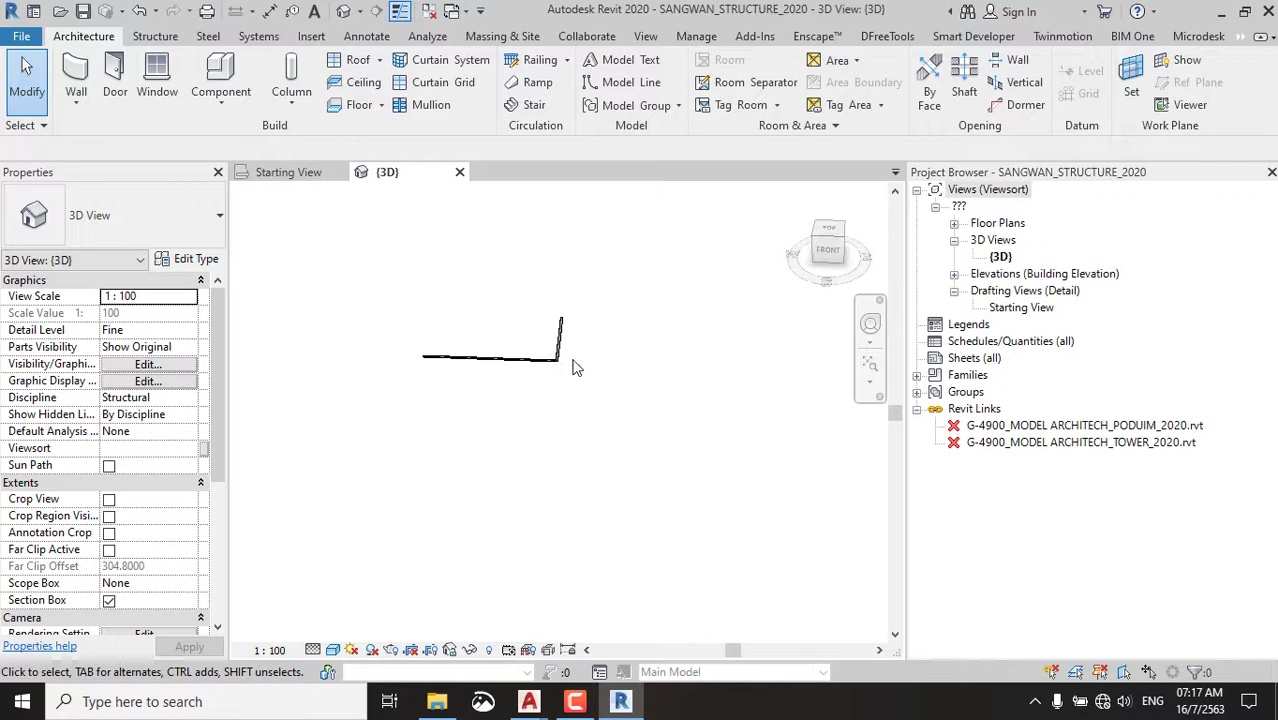 Autodesk Revit 2020 - SANGWAN_STRUCTURE_2020 - 3D View: {3D}
Sign In
File Architecture Structure Steel Systems Insert Annotate Analyze Massing & Site Collaborate View Manage Add-Ins Enscape™ DFreeTools Smart Developer Twinmotion BIM One Microdesk
Modify Wall Door Window Component Column
Roof Ceiling Floor
Curtain System Curtain Grid Mullion
Railing Ramp Stair
Model Text Model Line Model Group
Room Room Separator Tag Room
Area Area Boundary Tag Area
By Face Shaft Wall Vertical Dormer
Level Grid
Set Show Ref Plane Viewer
Select Build Circulation Model Room & Area Opening Datum Work Plane
Properties
3D View
3D View: {3D} Edit Type
Graphics
View Scale 1 : 100
Scale Value 1: 100
Detail Level Fine
Parts Visibility Show Original
Visibility/Graphi... Edit...
Graphic Display ... Edit...
Discipline Structural
Show Hidden Li... By Discipline
Default Analysis ... None
Viewsort
Sun Path
Extents
Crop View
Crop Region Visi...
Annotation Crop
Far Clip Active
Far Clip Offset 304.8000
Scope Box None
Section Box
Camera
Rendering Settin... Edit...
Properties help Apply
Starting View {3D}
TOP
FRONT
1 : 100
Project Browser - SANGWAN_STRUCTURE_2020
Views (Viewsort)
???
Floor Plans
3D Views
{3D}
Elevations (Building Elevation)
Drafting Views (Detail)
Starting View
Legends
Schedules/Quantities (all)
Sheets (all)
Families
Groups
Revit Links
G-4900_MODEL ARCHITECH_PODUIM_2020.rvt
G-4900_MODEL ARCHITECH_TOWER_2020.rvt
Click to select, TAB for alternates, CTRL adds, SHIFT unselects. :0 Main Model :0
Type here to search
ENG
07:17 AM
16/7/2563